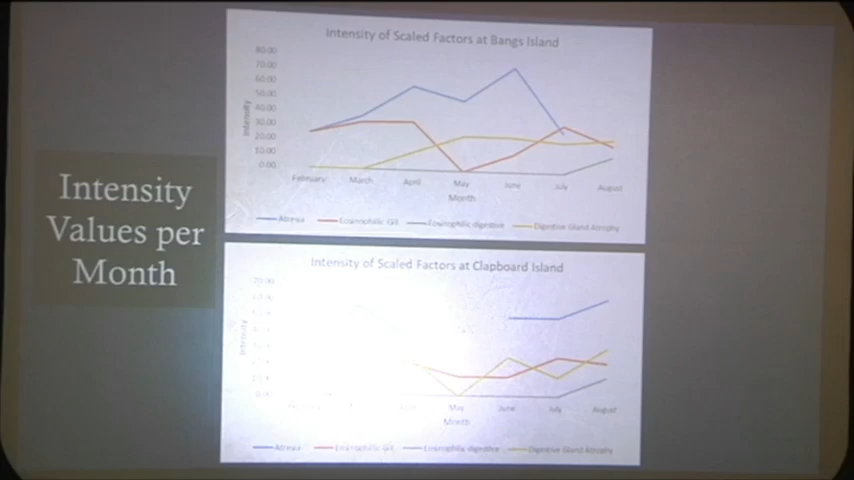 Intensity
Values per
Month
Intensity of Scaled Factors at Bangs Island
80.00
70.00
60.00
50.00
40.00
30.00
20.00
10.00
0.00
Intensity
February March April May June July August
Month
Atresia Eosinophilic Gill Eosinophilic digestive Digestive Gland Atrophy
Intensity of Scaled Factors at Clapboard Island
70.00
Intensity
May June July August
Month
Atresia Eosinophilic Gill Eosinophilic digestive Digestive Gland Atrophy